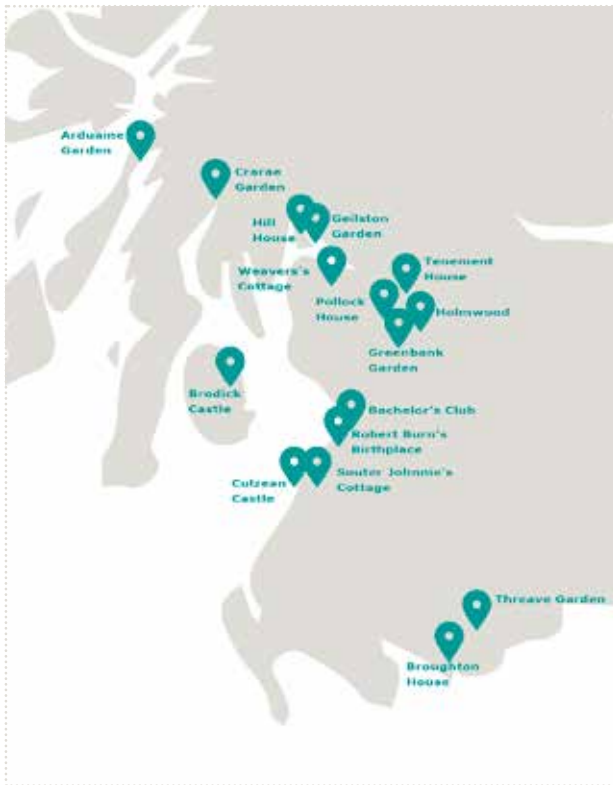 Arduaine
Garden
Crarae
Garden
Hill
House
Geilston
Garden
Weavers's
Cottage
Tenement
House
Pollock
House
Holmwood
Greenbank
Garden
Brodick
Castle
Bachelor's Club
Robert Burn's
Birthplace
Culzean
Castle
Souter Johnnie's
Cottage
Threave Garden
Broughton
House